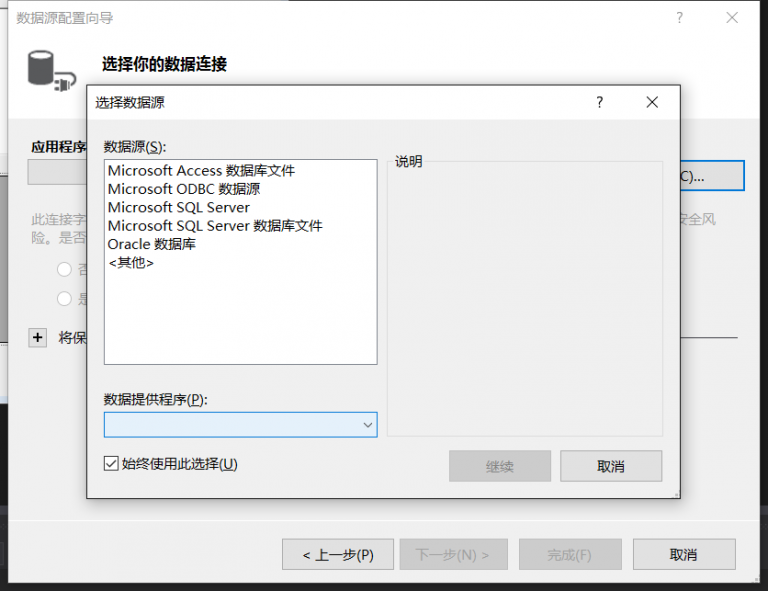 数据源配置向导
?
选择你的数据连接
选择数据源
?
应用程序
数据源(S):
Microsoft Access 数据库文件
Microsoft ODBC 数据源
Microsoft SQL Server
Microsoft SQL Server 数据库文件
Oracle 数据库
<其他>
说明
C)...
此连接字
安全风
险。是否
将保
数据提供程序(P):
始终使用此选择(U)
继续
取消
< 上一步(P)
下一步(N) >
完成(F)
取消